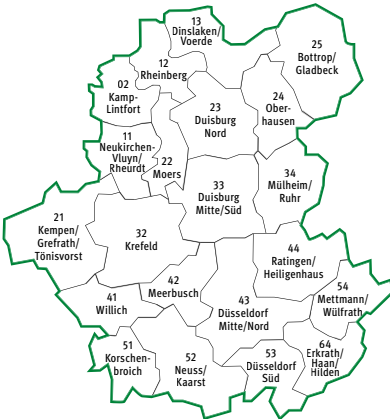 13
Dinslaken/
Voerde
12
Rheinberg
25
Bottrop/
Gladbeck
02
Kamp-
Lintfort
23
Duisburg
Nord
24
Ober-
hausen
11
Neukirchen-
Vluyn/
Rheurdt
22
Moers
33
Duisburg
Mitte/Süd
34
Mülheim/
Ruhr
21
Kempen/
Grefrath/
Tönisvorst
32
Krefeld
44
Ratingen/
Heiligenhaus
42
Meerbusch
41
Willich
43
Düsseldorf
Mitte/Nord
54
Mettmann/
Wülfrath
51
Korschen-
broich
52
Neuss/
Kaarst
53
Düsseldorf
Süd
64
Erkrath/
Haan/
Hilden